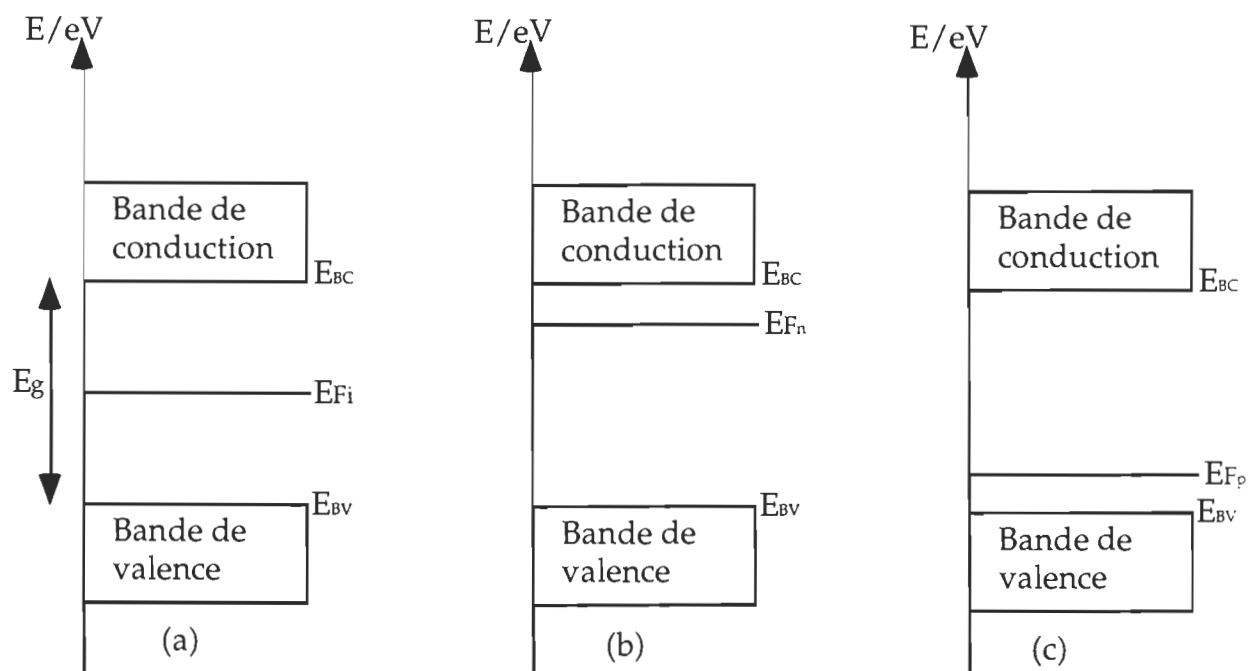 E/eV
Bande de
conduction
EBC
Eg
EFi
EBV
Bande de
valence
(a)
E/eV
Bande de
conduction
EBC
EFn
EBV
Bande de
valence
(b)
E/eV
Bande de
conduction
EBC
EFp
EBV
Bande de
valence
(c)